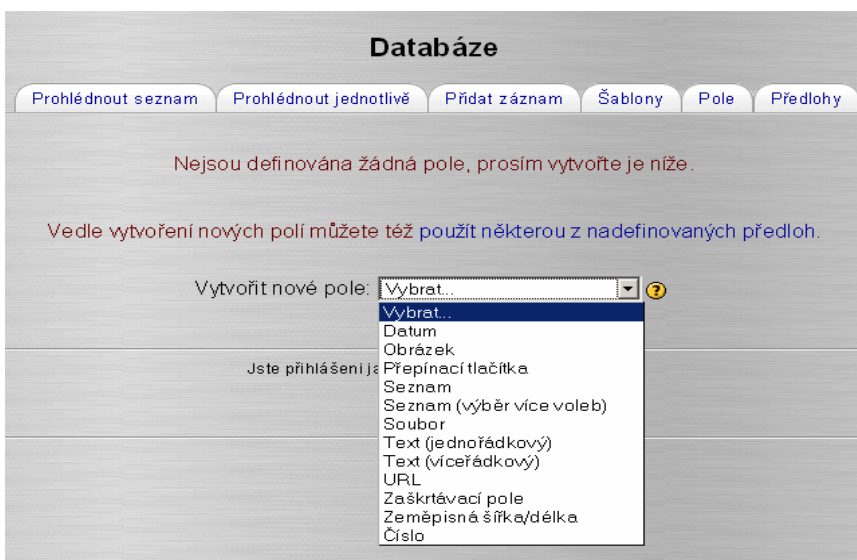 Databáze
Prohlédnout seznam Prohlédnout jednotlivě Přidat záznam Šablony Pole Předlohy
Nejsou definována žádná pole, prosím vytvořte je níže.
Vedle vytvoření nových polí můžete též použít některou z nadefinovaných předloh.
Vytvořit nové pole: Vybrat... ?
Vybrat...
Datum
Obrázek
Jste přihlášeni Přepínací tlačítka
Seznam
Seznam (výběr více voleb)
Soubor
Text (jednořádkový)
Text (víceřádkový)
URL
Zaškrtávací pole
Zeměpisná šířka/délka
Číslo